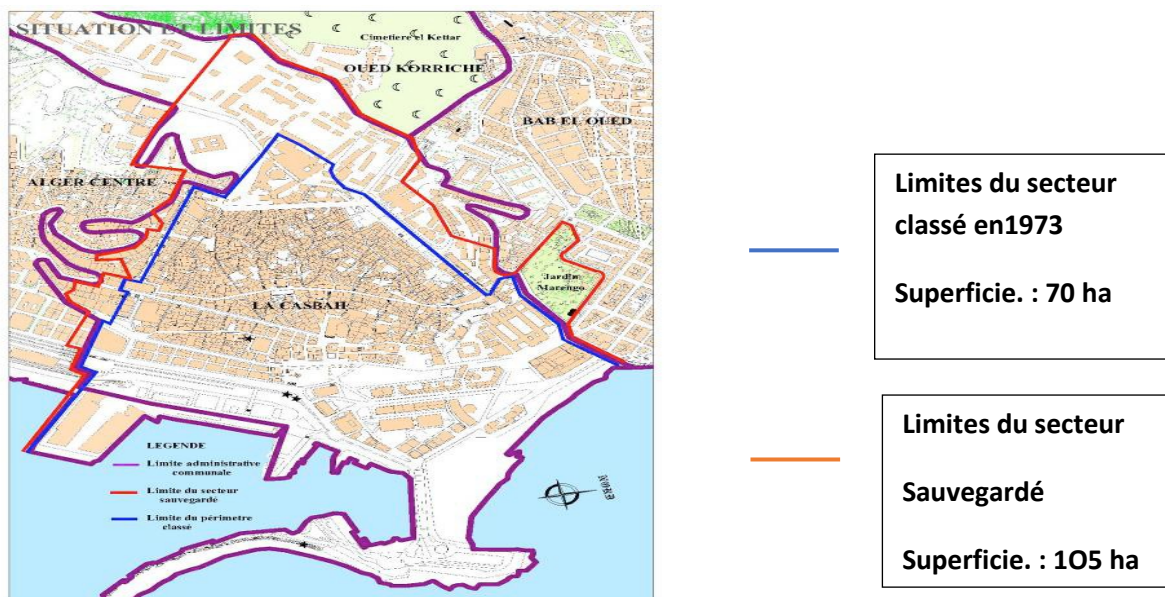 SITUATION ET LIMITES
Cimetiere el Kettar
OUED KORRICHE
BAB EL OUED
ALGER CENTRE
Jardin
Marengo
LA CASBAH
LEGENDE
Limite administrative
communale
Limite du secteur
sauvegardé
Limite du périmetre
classé
NORD
Limites du secteur
classé en1973
Superficie. : 70 ha
Limites du secteur
Sauvegardé
Superficie. : 1O5 ha